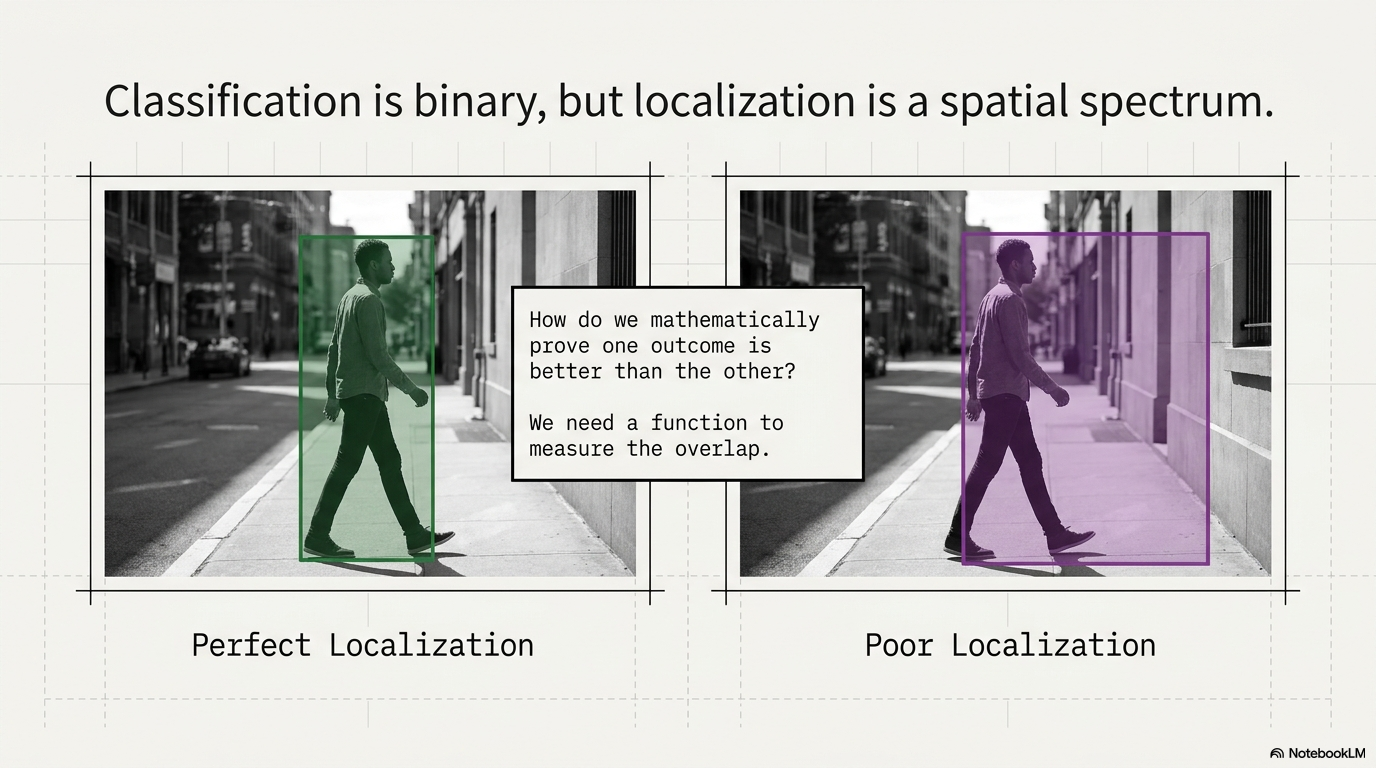 Classification is binary, but localization is a spatial spectrum.
How do we mathematically
prove one outcome is
better than the other?
We need a function to
measure the overlap.
Perfect Localization
Poor Localization
NotebookLM